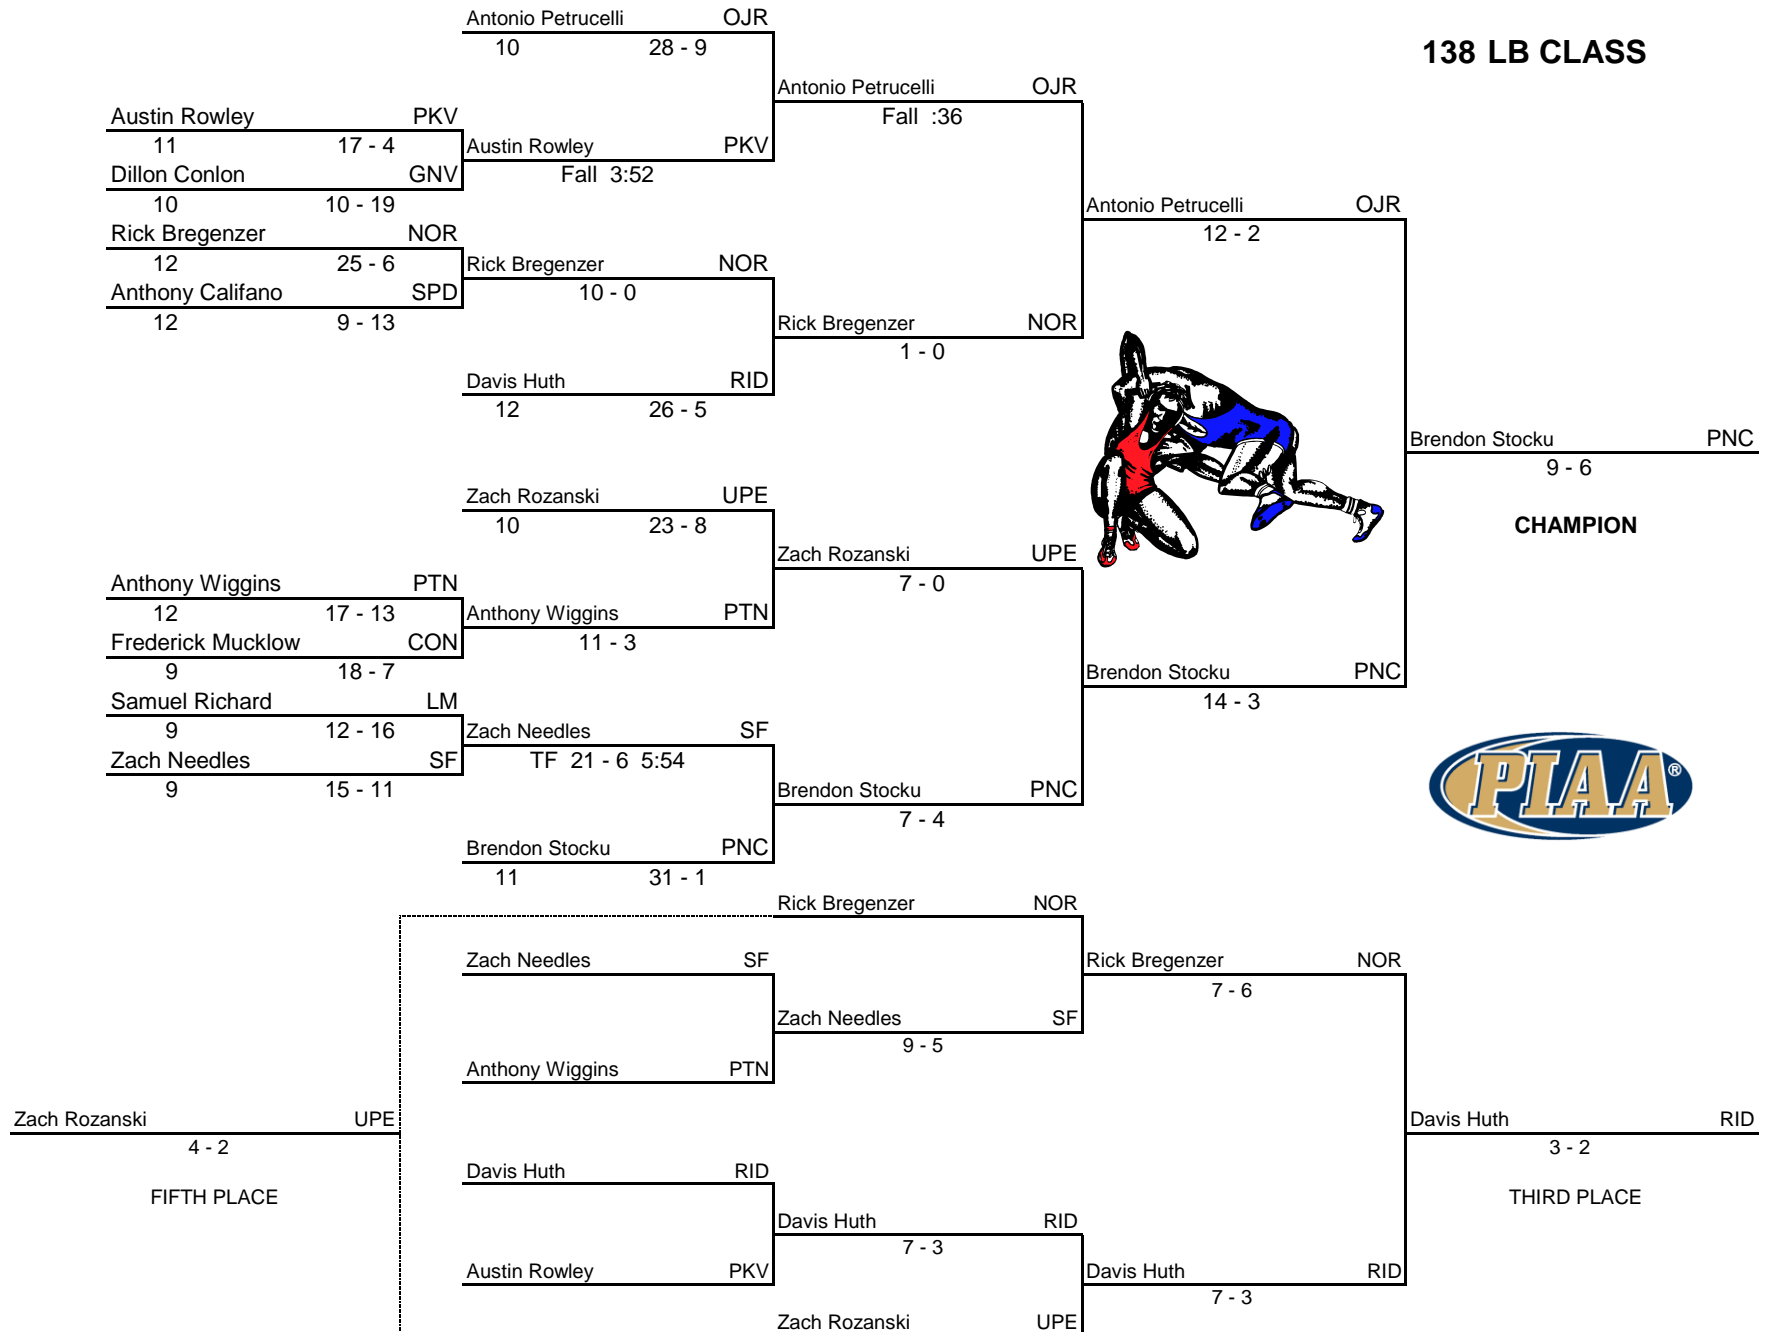 Antonio Petrucelli OJR
10 28 - 9
138 LB CLASS
Antonio Petrucelli OJR
Fall :36
Austin Rowley PKV
11 17 - 4
Austin Rowley PKV
Fall 3:52
Dillon Conlon GNV
10 10 - 19
Antonio Petrucelli OJR
12 - 2
Rick Bregenzer NOR
12 25 - 6
Rick Bregenzer NOR
10 - 0
Anthony Califano SPD
12 9 - 13
Rick Bregenzer NOR
1 - 0
Davis Huth RID
12 26 - 5
Brendon Stocku PNC
9 - 6
CHAMPION
Zach Rozanski UPE
10 23 - 8
Zach Rozanski UPE
7 - 0
Anthony Wiggins PTN
12 17 - 13
Anthony Wiggins PTN
11 - 3
Frederick Mucklow CON
9 18 - 7
Brendon Stocku PNC
14 - 3
Samuel Richard LM
9 12 - 16
Zach Needles SF
TF 21 - 6 5:54
Zach Needles SF
9 15 - 11
Brendon Stocku PNC
7 - 4
PIAA®
Brendon Stocku PNC
11 31 - 1
Rick Bregenzer NOR
Zach Needles SF
Rick Bregenzer NOR
7 - 6
Zach Needles SF
9 - 5
Anthony Wiggins PTN
Zach Rozanski UPE
4 - 2
FIFTH PLACE
Davis Huth RID
3 - 2
THIRD PLACE
Davis Huth RID
Davis Huth RID
7 - 3
Austin Rowley PKV
Davis Huth RID
7 - 3
Zach Rozanski UPE